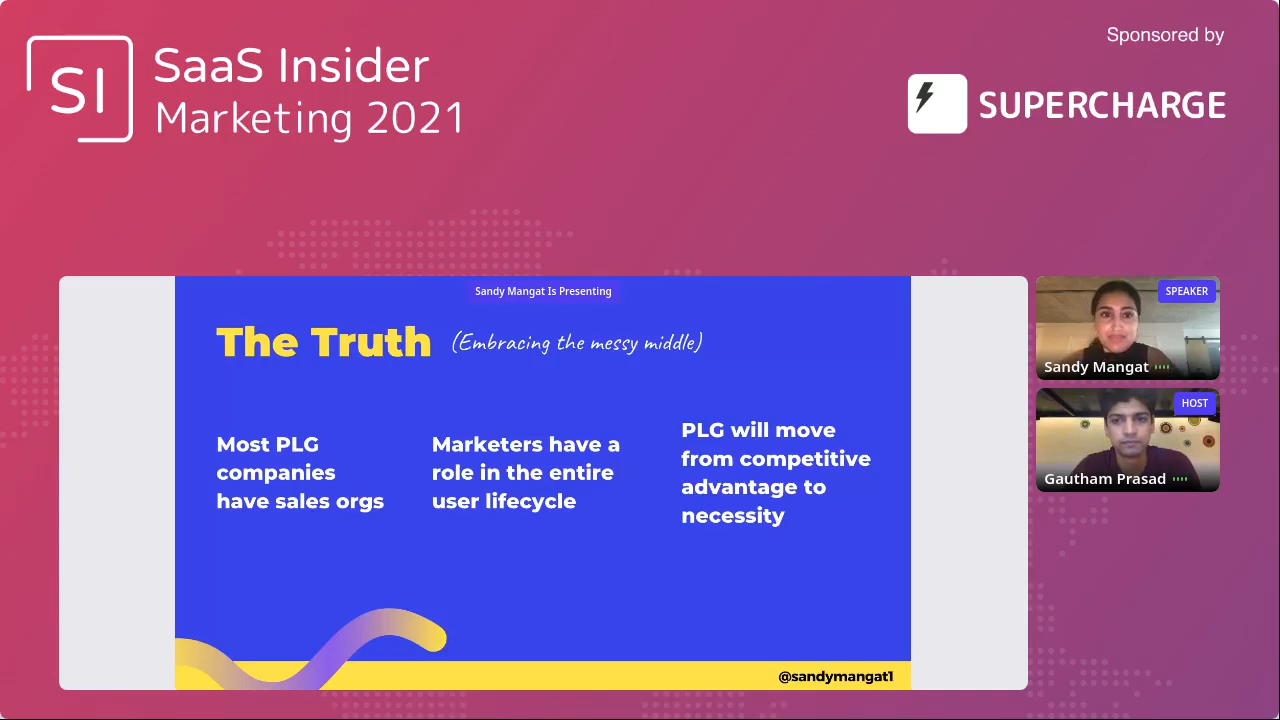 SI
SaaS Insider
Marketing 2021
Sponsored by
SUPERCHARGE
Sandy Mangat Is Presenting
The Truth (Embracing the messy middle)
Most PLG
companies
have sales orgs
Marketers have a
role in the entire
user lifecycle
PLG will move
from competitive
advantage to
necessity
@sandymangat1
SPEAKER
Sandy Mangat
HOST
Gautham Prasad